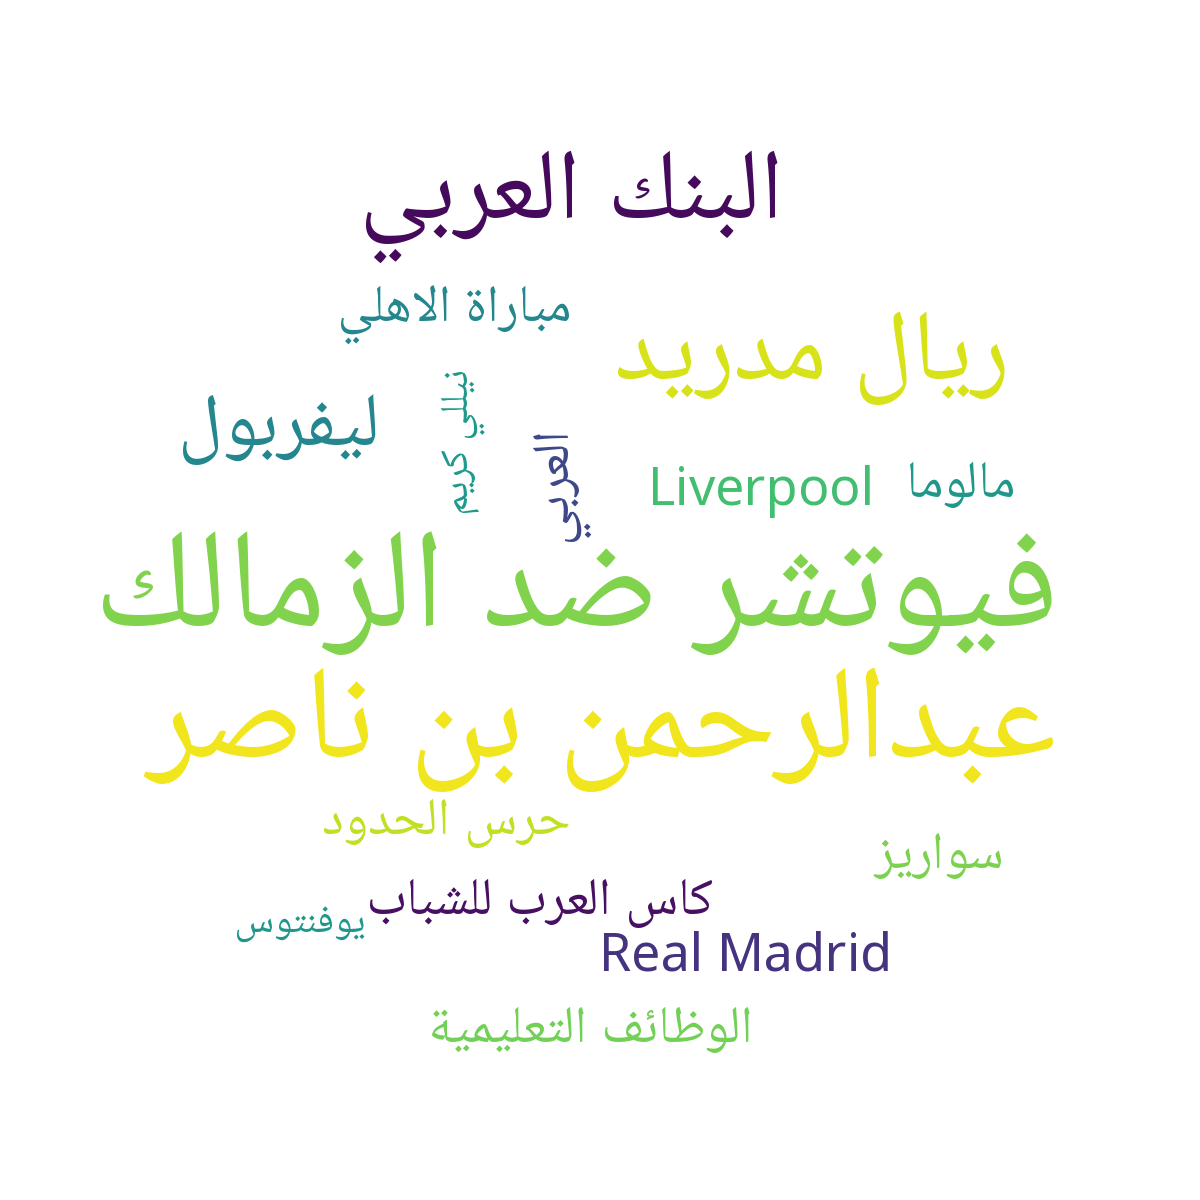 البنك العربي
مباراة الاهلي
ريال مدريد
ليفربول
نيللي كريم
العربي
Liverpool
مالوما
فيوتشر ضد الزمالك
عبدالرحمن بن ناصر
حرس الحدود
سواريز
كاس العرب للشباب
يوفنتوس
Real Madrid
الوظائف التعليمية